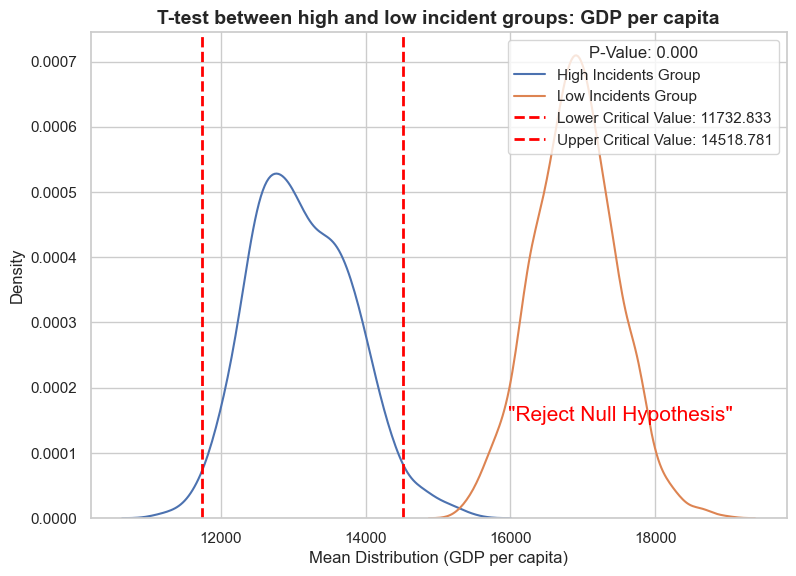 T-test between high and low incident groups: GDP per capita
P-Value: 0.000
High Incidents Group
Low Incidents Group
Lower Critical Value: 11732.833
Upper Critical Value: 14518.781
0.0007
0.0006
0.0005
0.0004
0.0003
0.0002
0.0001
0.0000
Density
"Reject Null Hypothesis"
12000
14000
16000
18000
Mean Distribution (GDP per capita)